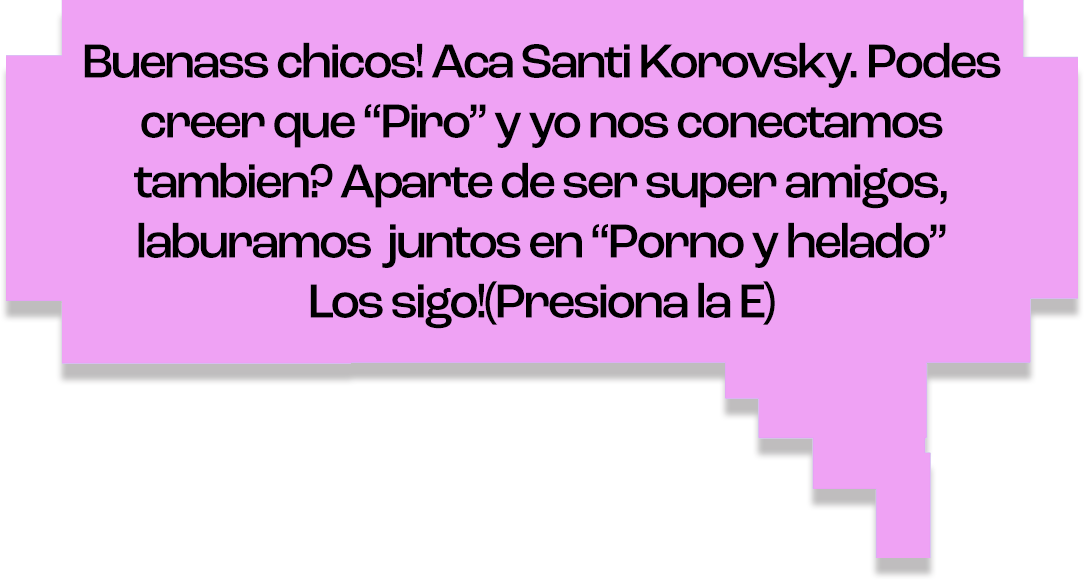 Buenass chicos! Aca Santi Korovsky. Podes
creer que “Piro” y yo nos conectamos
tambien? Aparte de ser super amigos,
laburamos  juntos en “Porno y helado”
Los sigo!(Presiona la E)